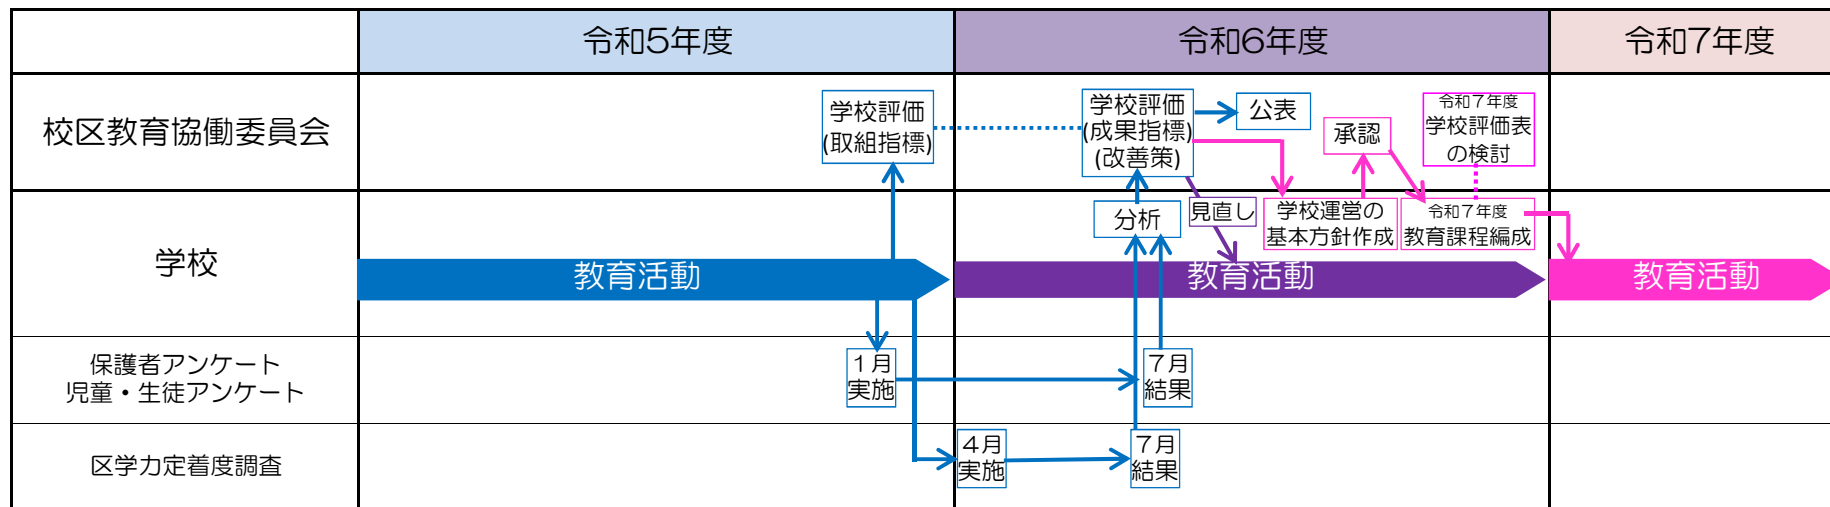 令和5年度
令和6年度
令和7年度
校区教育協働委員会
学校評価
(取組指標)
学校評価
(成果指標)
(改善策)
公表
承認
令和７年度
学校評価表
の検討
学校
分析
見直し
学校運営の
基本方針作成
令和７年度
教育課程編成
教育活動
教育活動
教育活動
保護者アンケート
児童・生徒アンケート
１月
実施
７月
結果
区学力定着度調査
４月
実施
７月
結果